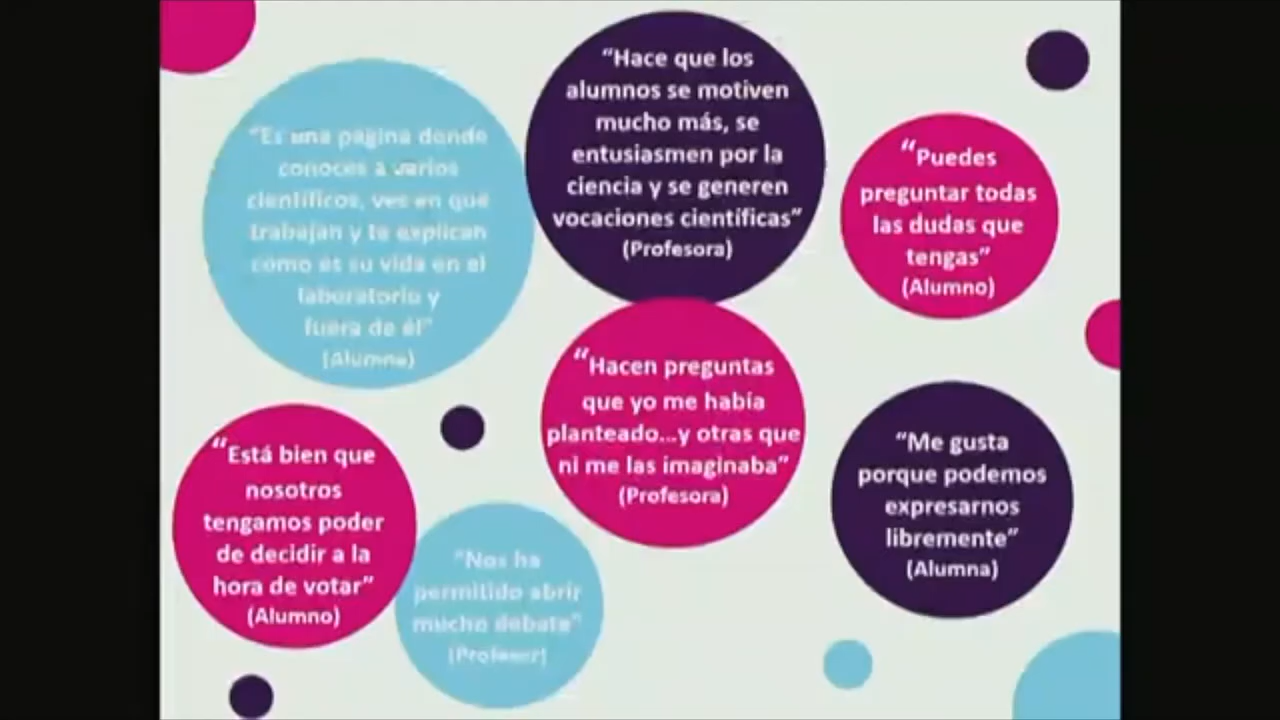 “Es una pagina donde
conoces a varios
científicos, ves en que
trabajan y te explican
como es su vida en el
laboratorio y
fuera de él”
(Alumna)
“Hace que los
alumnos se motiven
mucho más, se
entusiasmen por la
ciencia y se generen
vocaciones científicas”
(Profesora)
“Puedes
preguntar todas
las dudas que
tengas”
(Alumno)
“Hacen preguntas
que yo me había
planteado...y otras que
ni me las imaginaba”
(Profesora)
“Me gusta
porque podemos
expresarnos
libremente”
(Alumna)
“Está bien que
nosotros
tengamos poder
de decidir a la
hora de votar”
(Alumno)
“Nos ha
permitido abrir
mucho debate”
(Profesor)